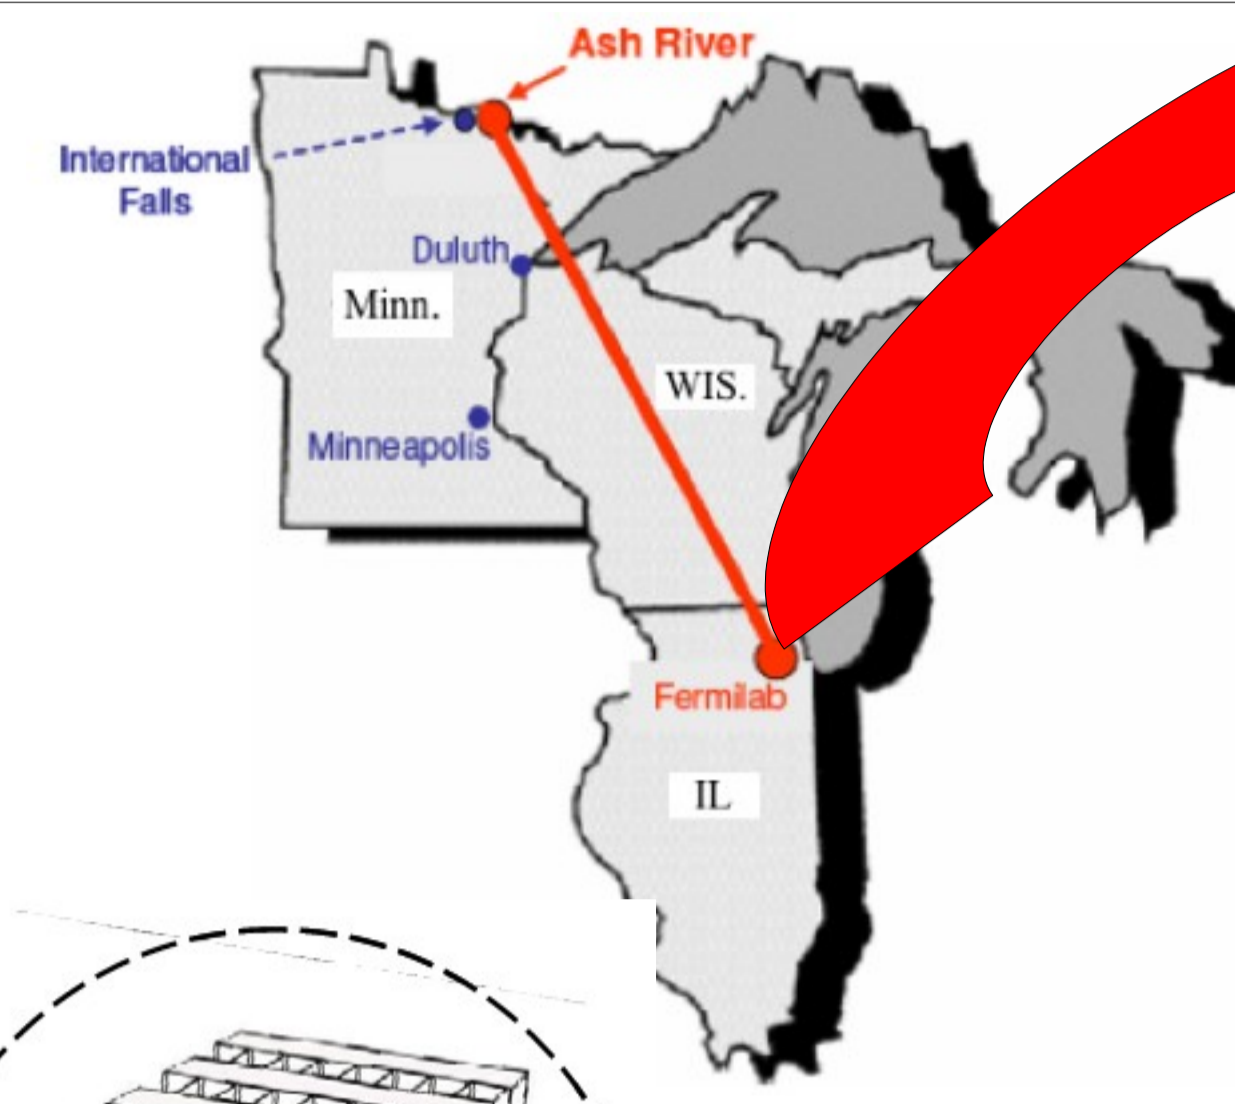 Ash River
International
Falls
Duluth
Minn.
WIS.
Minneapolis
Fermilab
IL